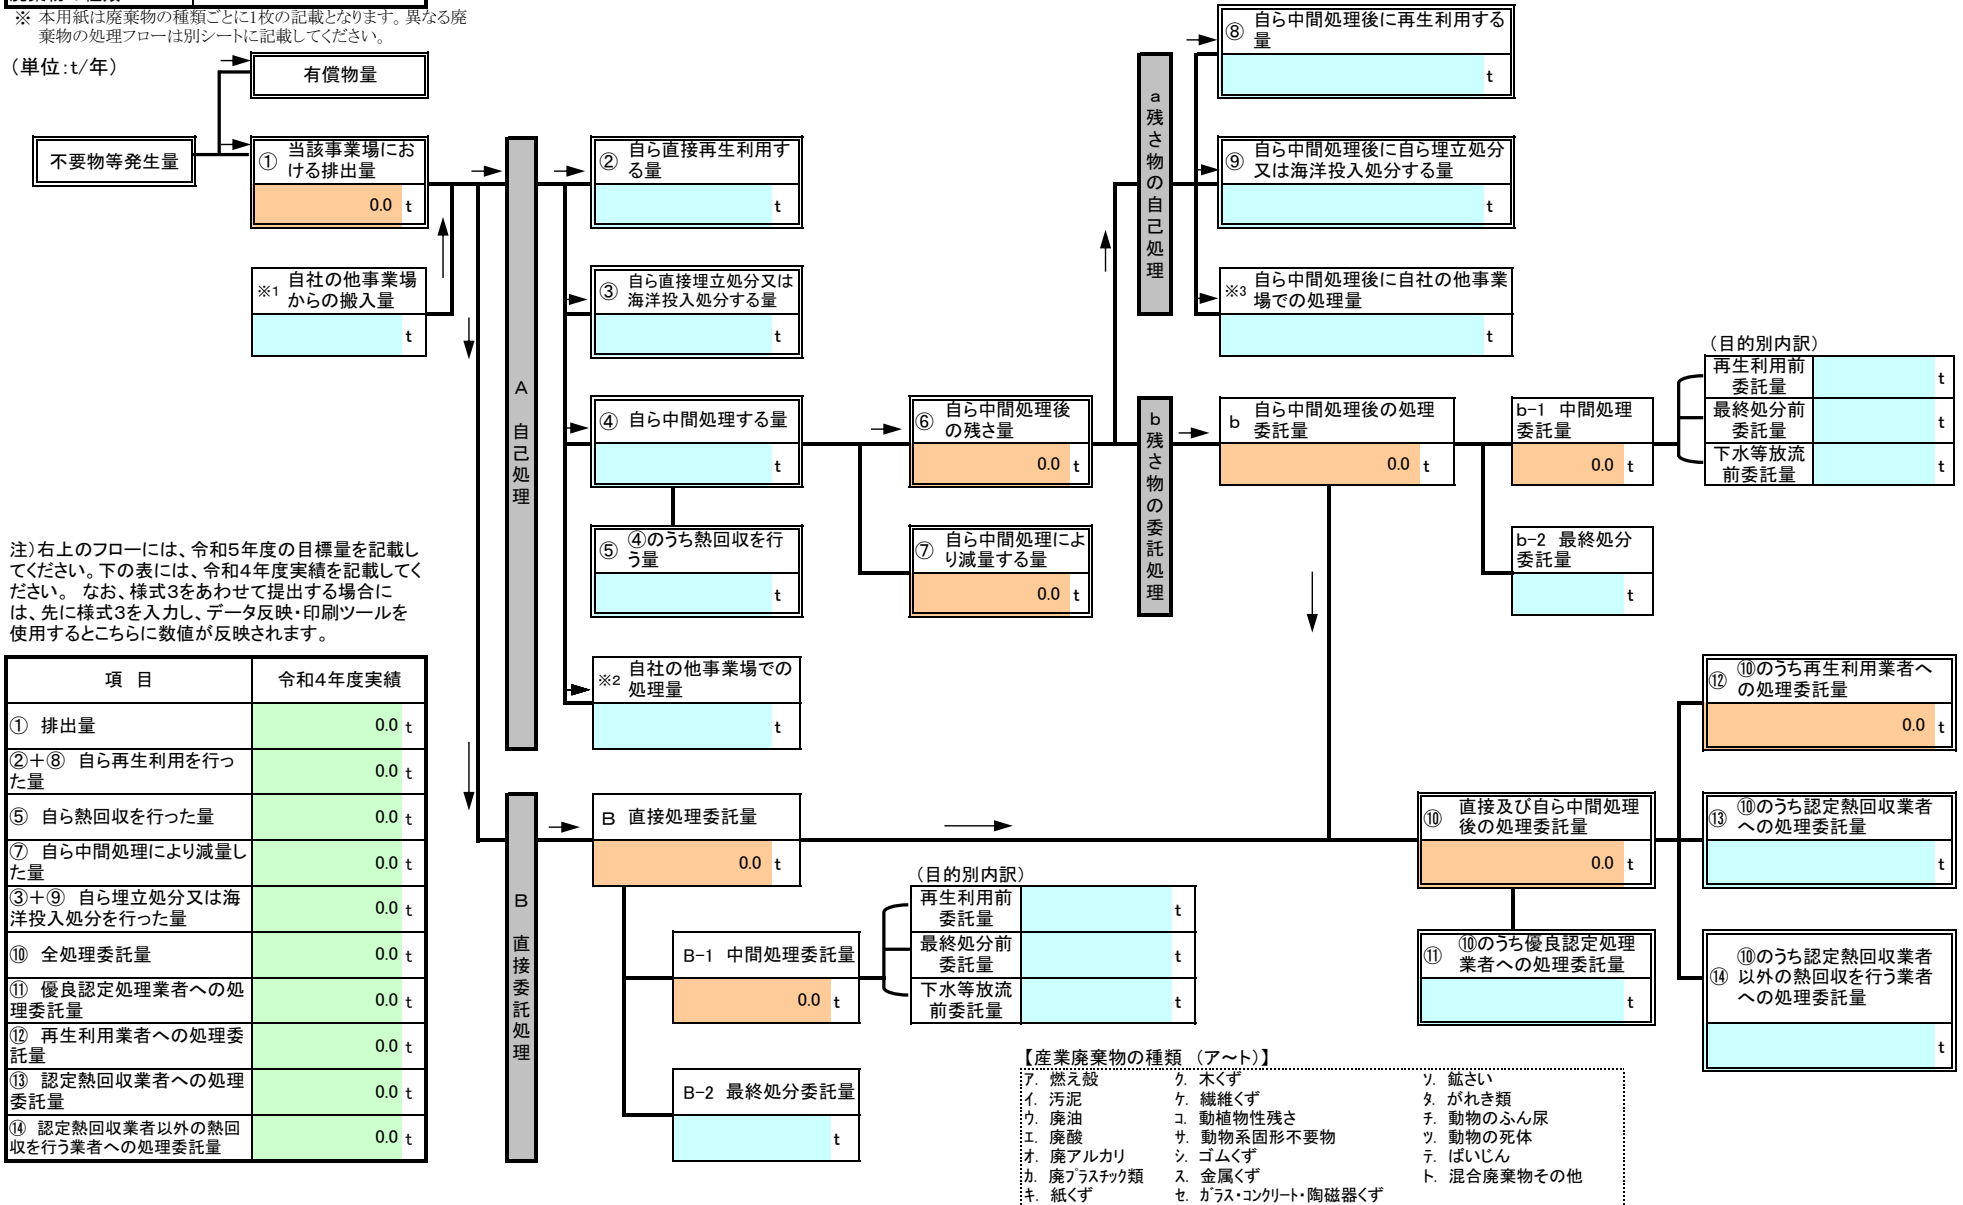 ※ 本用紙は廃棄物の種類ごとに1枚の記載となります。異なる廃
棄物の処理フローは別シートに記載してください。
（単位:t/年）
有償物量
不要物等発生量
① 当該事業場にお
ける排出量
0.0 t
※1 自社の他事業場
からの搬入量
t
A 自己処理
② 自ら直接再生利用す
る量
t
③ 自ら直接埋立処分又は
海洋投入処分する量
t
④ 自ら中間処理する量
t
⑤ ④のうち熱回収を行
う量
t
※2 自社の他事業場での
処理量
t
⑥ 自ら中間処理後
の残さ量
0.0 t
⑦ 自ら中間処理によ
り減量する量
0.0 t
a残さ物の自己処理
⑧ 自ら中間処理後に再生利用する
量
t
⑨ 自ら中間処理後に自ら埋立処分
又は海洋投入処分する量
t
※3 自ら中間処理後に自社の他事業
場での処理量
t
b残さ物の委託処理
b 自ら中間処理後の処理
委託量
0.0 t
b-1 中間処理
委託量
0.0 t
（目的別内訳）
再生利用前
委託量
t
最終処分前
委託量
t
下水等放流
前委託量
t
b-2 最終処分
委託量
t
注）右上のフローには、令和5年度の目標量を記載し
てください。下の表には、令和4年度実績を記載してく
ださい。 なお、様式3をあわせて提出する場合に
は、先に様式3を入力し、データ反映・印刷ツールを
使用するとこちらに数値が反映されます。
項 目 令和4年度実績
① 排出量 0.0 t
②＋⑧ 自ら再生利用を行っ
た量 0.0 t
⑤ 自ら熱回収を行った量 0.0 t
⑦ 自ら中間処理により減量し
た量 0.0 t
③＋⑨ 自ら埋立処分又は海
洋投入処分を行った量 0.0 t
⑩ 全処理委託量 0.0 t
⑪ 優良認定処理業者への処
理委託量 0.0 t
⑫ 再生利用業者への処理委
託量 0.0 t
⑬ 認定熱回収業者への処理
委託量 0.0 t
⑭ 認定熱回収業者以外の熱回
収を行う業者への処理委託量 0.0 t
B 直接委託処理
B 直接処理委託量
0.0 t
B-1 中間処理委託量
0.0 t
（目的別内訳）
再生利用前
委託量
t
最終処分前
委託量
t
下水等放流
前委託量
t
B-2 最終処分委託量
t
⑩ 直接及び自ら中間処理
後の処理委託量
0.0 t
⑪ ⑩のうち優良認定処理
業者への処理委託量
t
⑫ ⑩のうち再生利用業者へ
の処理委託量
0.0 t
⑬ ⑩のうち認定熱回収業者
への処理委託量
t
⑭ ⑩のうち認定熱回収業者
以外の熱回収を行う業者
への処理委託量
t
【産業廃棄物の種類 （ア～ト）】
ア. 燃え殻 ク. 木くず ソ. 鉱さい
イ. 汚泥 ケ. 繊維くず タ. がれき類
ウ. 廃油 コ. 動植物性残さ チ. 動物のふん尿
エ. 廃酸 サ. 動物系固形不要物 ツ. 動物の死体
オ. 廃アルカリ シ. ゴムくず テ. ばいじん
カ. 廃プラスチック類 ス. 金属くず ト. 混合廃棄物その他
キ. 紙くず セ. ガラス・コンクリート・陶磁器くず